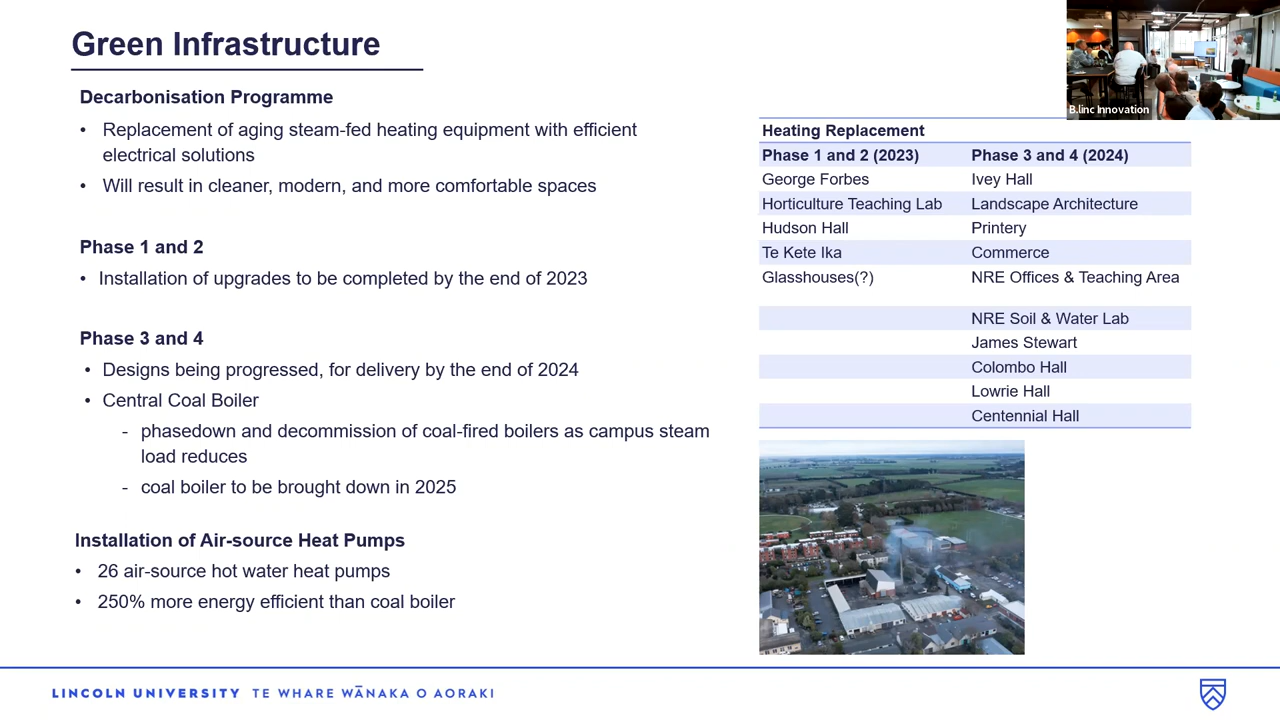 Green Infrastructure
Decarbonisation Programme
• Replacement of aging steam-fed heating equipment with efficient
electrical solutions
• Will result in cleaner, modern, and more comfortable spaces
Phase 1 and 2
• Installation of upgrades to be completed by the end of 2023
Phase 3 and 4
• Designs being progressed, for delivery by the end of 2024
• Central Coal Boiler
- phasedown and decommission of coal-fired boilers as campus steam
load reduces
- coal boiler to be brought down in 2025
Installation of Air-source Heat Pumps
• 26 air-source hot water heat pumps
• 250% more energy efficient than coal boiler
B.linc Innovation
Heating Replacement
Phase 1 and 2 (2023) Phase 3 and 4 (2024)
George Forbes Ivey Hall
Horticulture Teaching Lab Landscape Architecture
Hudson Hall Printery
Te Kete Ika Commerce
Glasshouses(?) NRE Offices & Teaching Area
NRE Soil & Water Lab
James Stewart
Colombo Hall
Lowrie Hall
Centennial Hall
LINCOLN UNIVERSITY TE WHARE WĀNAKA O AORAKI